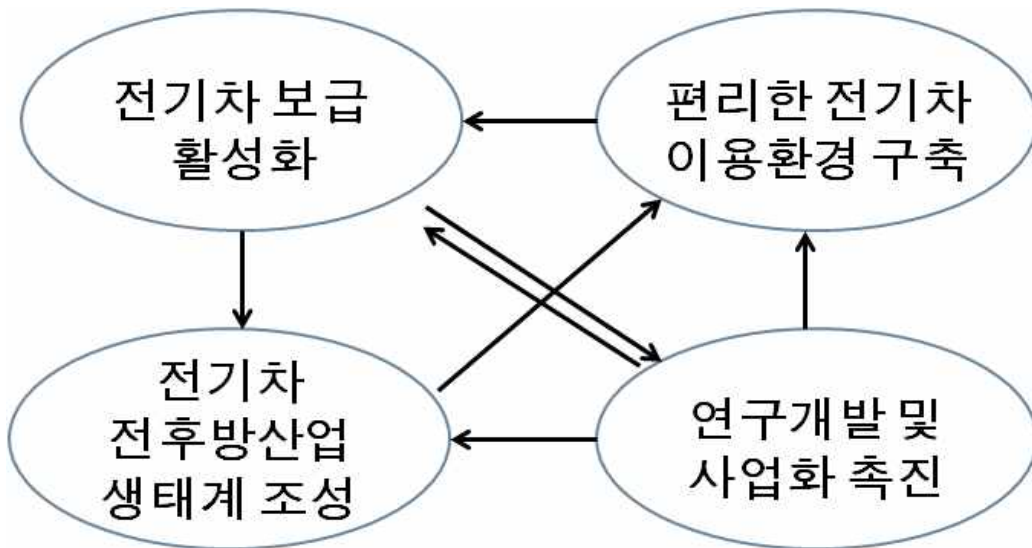 전기차 보급
활성화
편리한 전기차
이용환경 구축
전기차
전후방산업
생태계 조성
연구개발 및
사업화 촉진